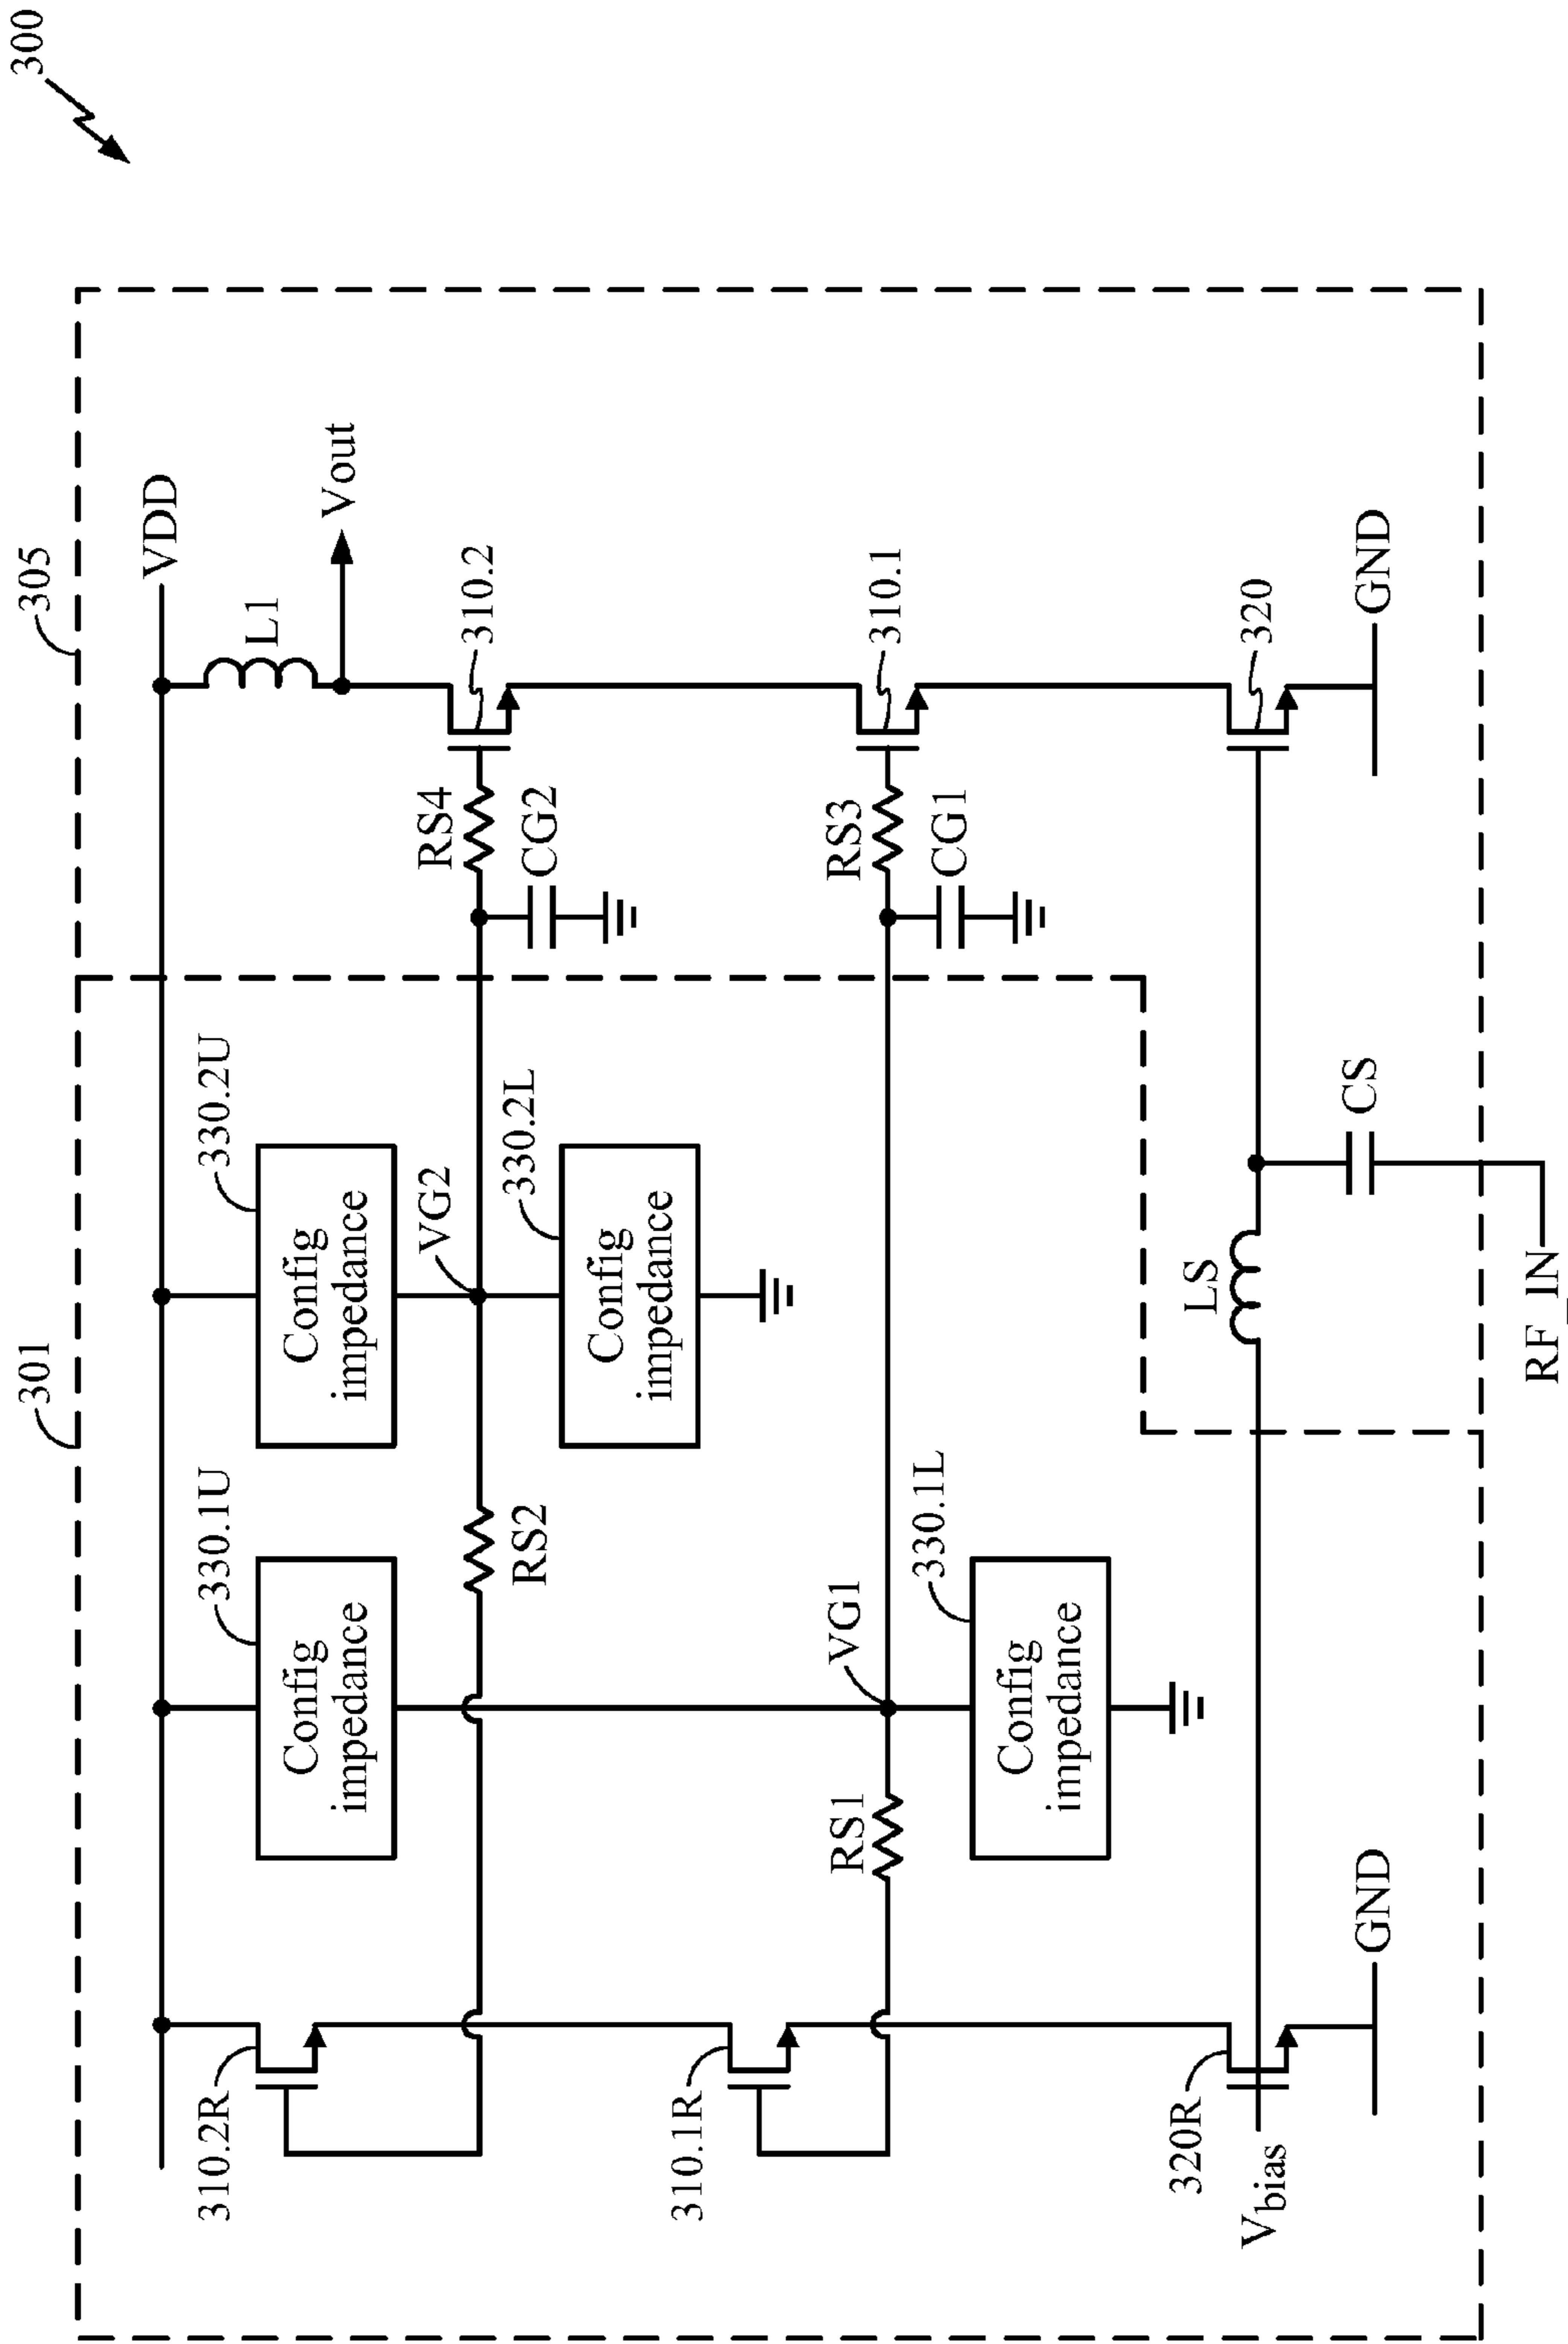 300
305
301
VDD
L1
Vout
310.2
RS4
CG2
330.2U
Config
impedance
VG2
330.2L
Config
impedance
330.1U
Config
impedance
RS2
310.2R
310.1
RS3
CG1
VG1
330.1L
Config
impedance
RS1
310.1R
320
GND
CS
LS
RF_IN
GND
320R
Vbias